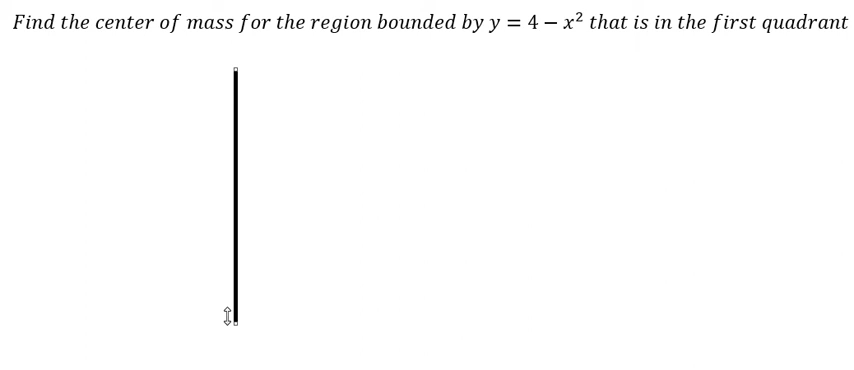 Find the center of mass for the region bounded by y = 4 − x² that is in the first quadrant